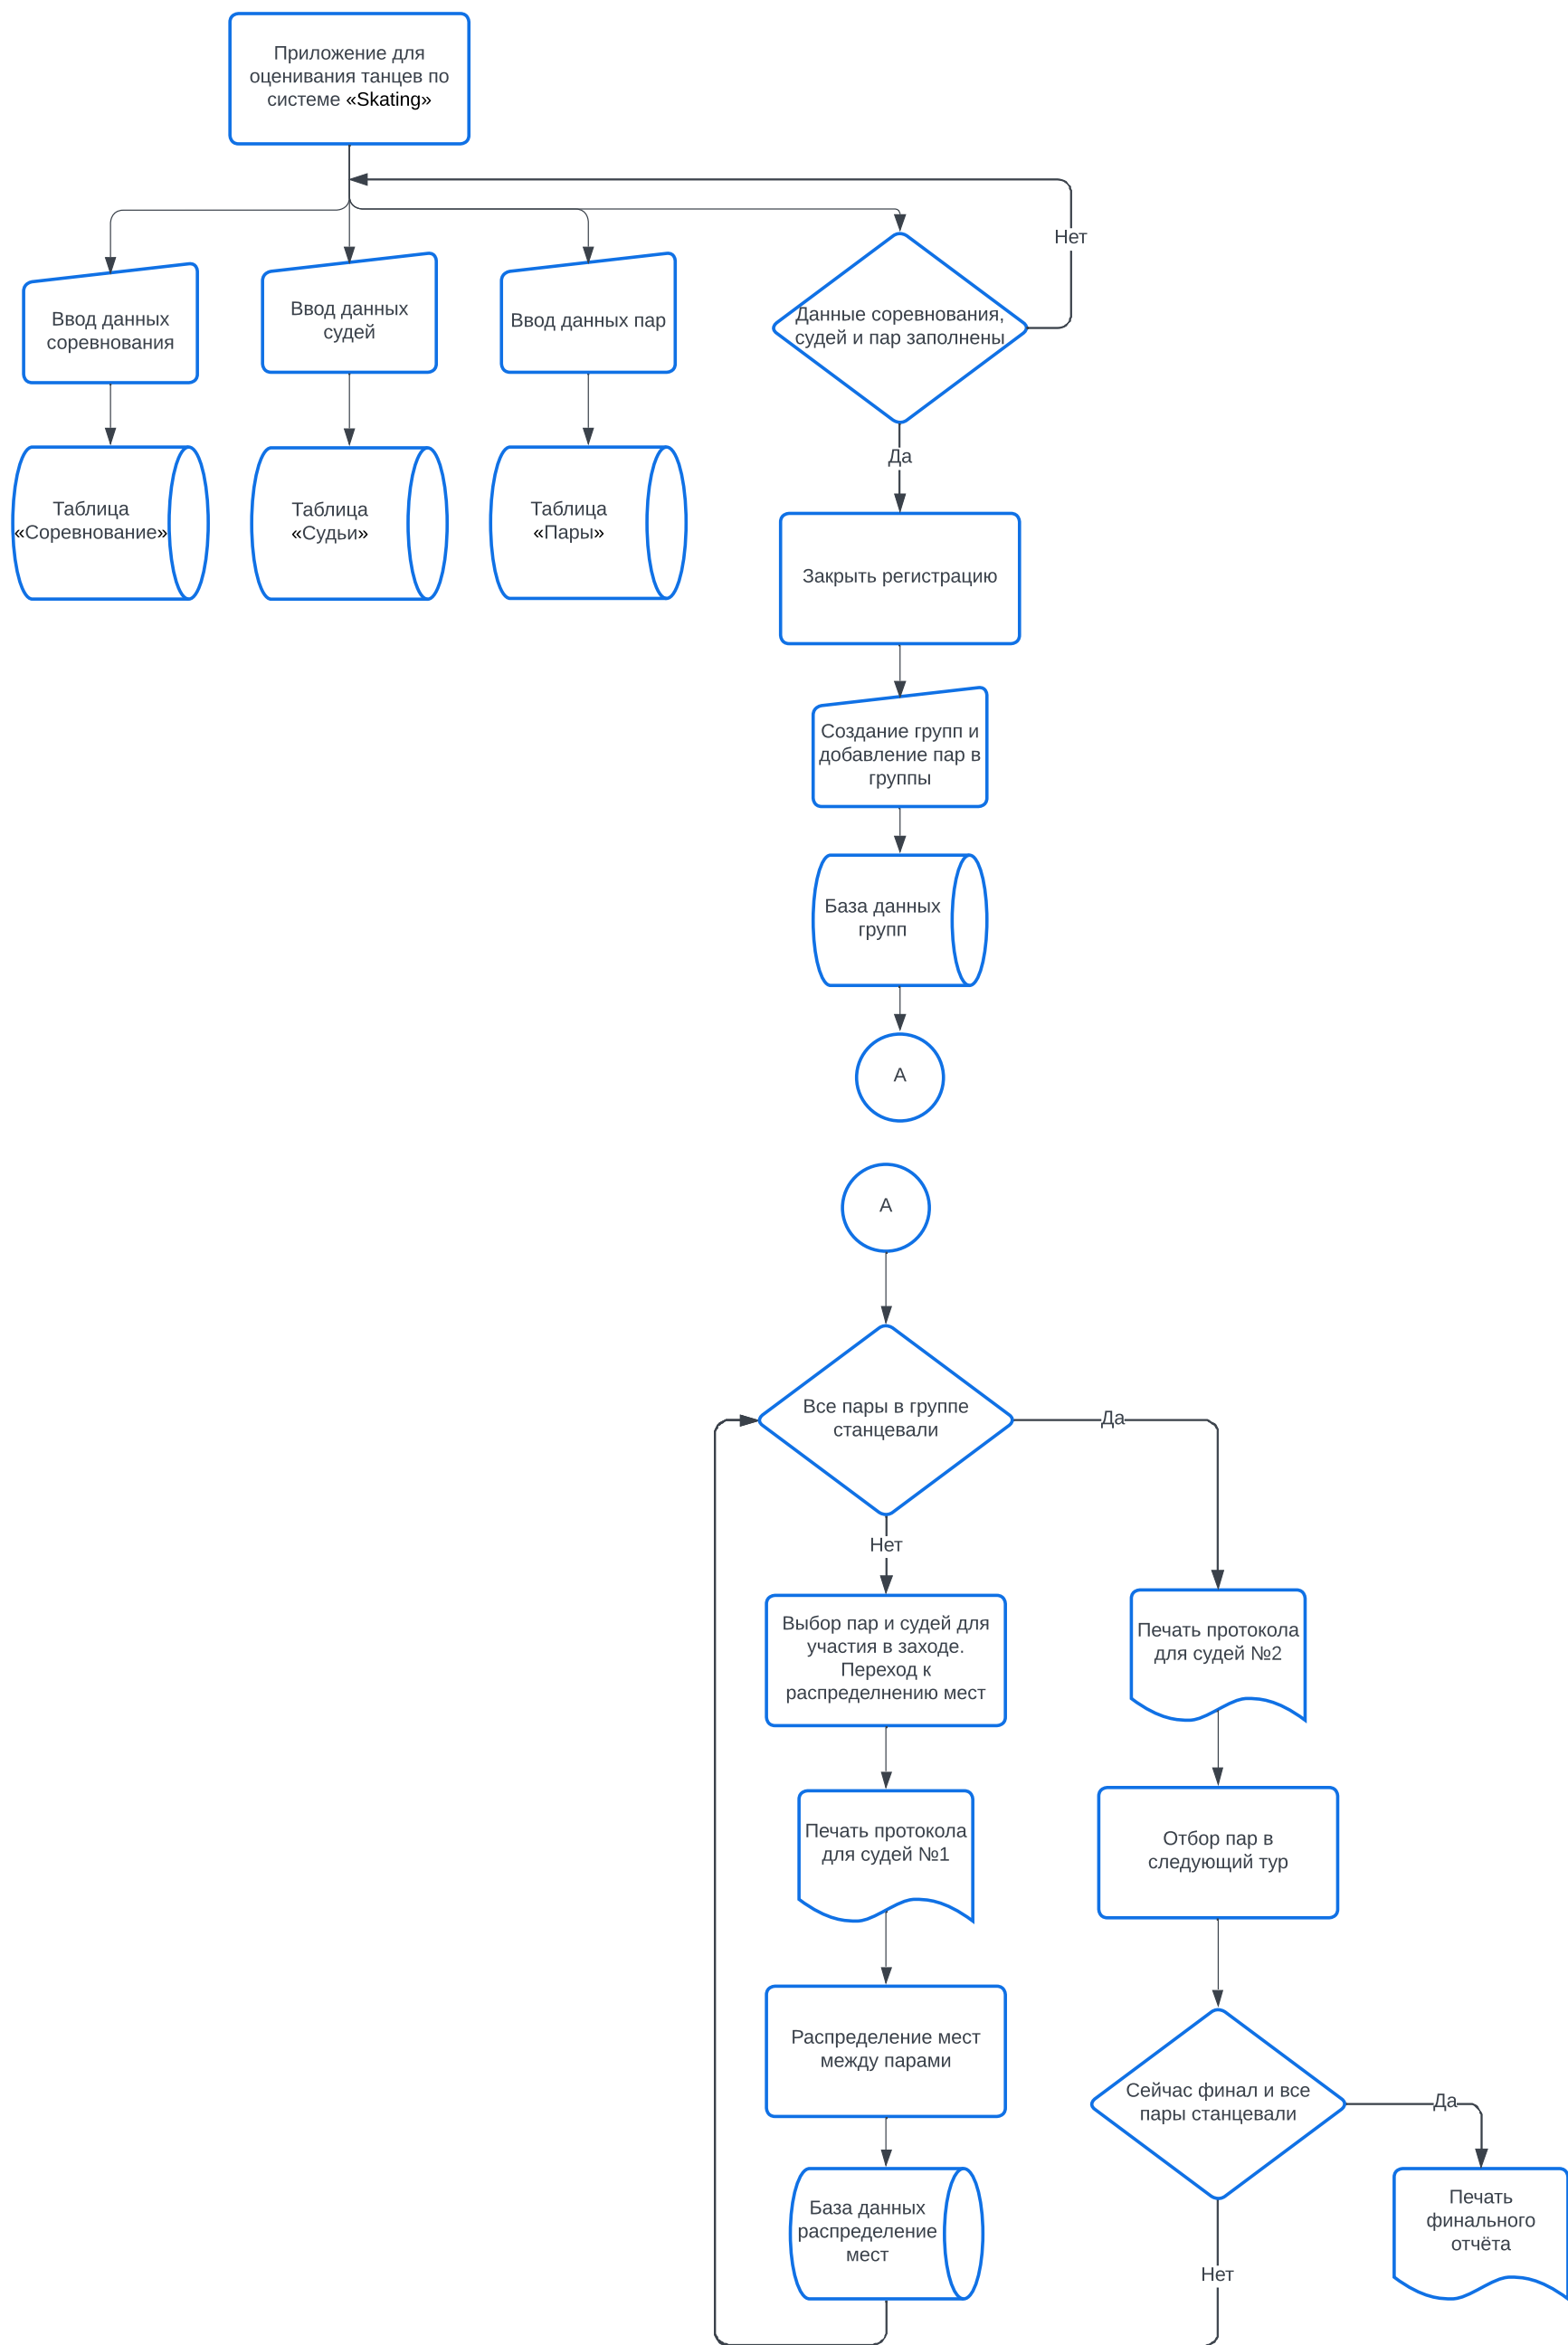 Приложение для
оценивания танцев по
системе «Skating»
Нет
Ввод данных
соревнования
Ввод данных
судей
Ввод данных пар
Данные соревнования,
судей и пар заполнены
Да
Таблица
«Соревнование»
Таблица
«Судьи»
Таблица
«Пары»
Закрыть регистрацию
Создание групп и
добавление пар в
группы
База данных
групп
А
А
Все пары в группе
станцевали
Да
Нет
Выбор пар и судей для
участия в заходе.
Переход к
распределнению мест
Печать протокола
для судей №2
Печать протокола
для судей №1
Отбор пар в
следующий тур
Распределение мест
между парами
Сейчас финал и все
пары станцевали
Да
База данных
распределение
мест
Печать
финального
отчёта
Нет